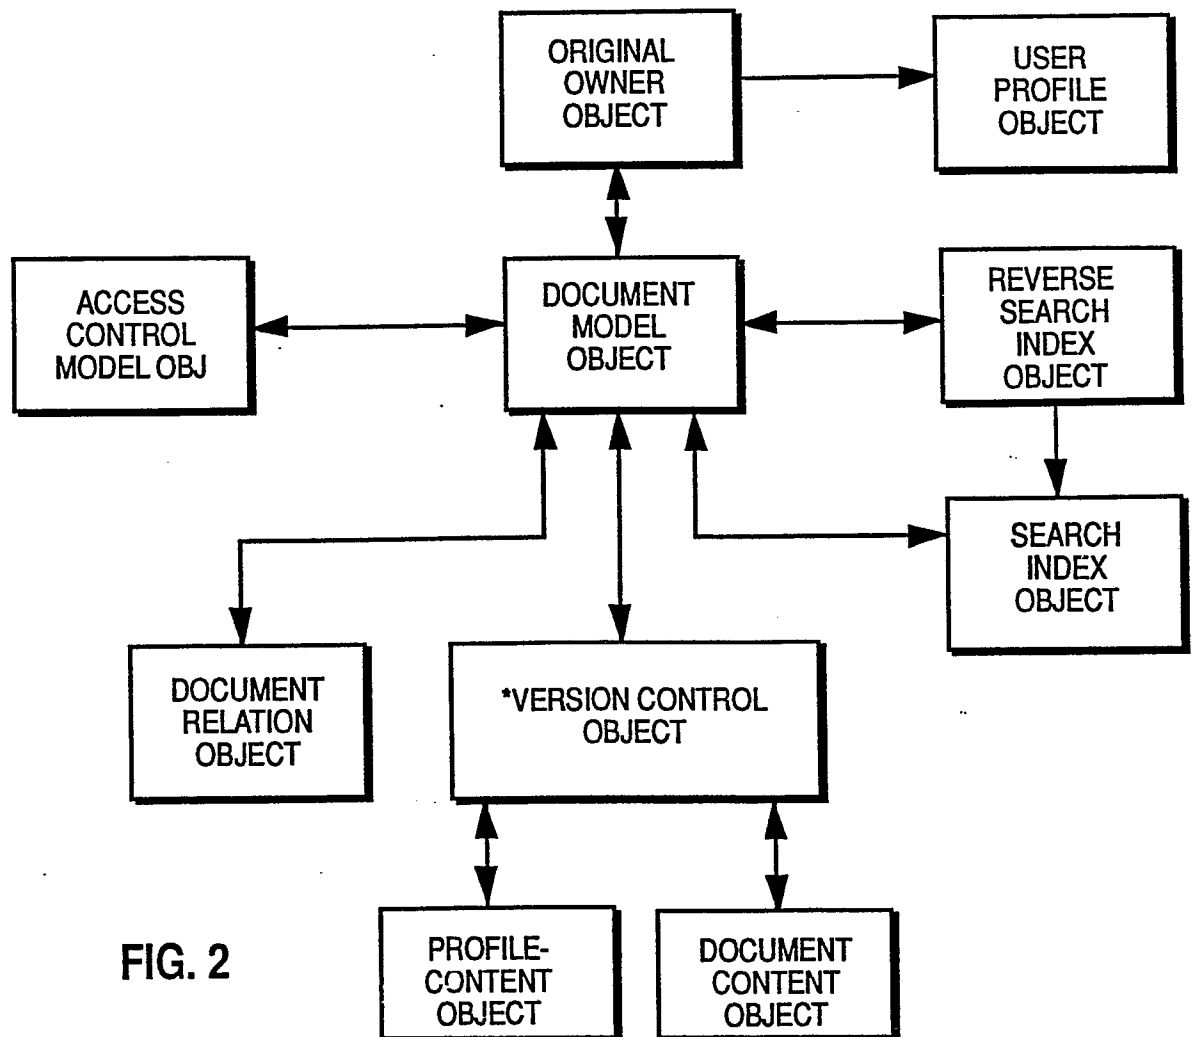 ORIGINAL
OWNER
OBJECT
USER
PROFILE
OBJECT
ACCESS
CONTROL
MODEL OBJ
DOCUMENT
MODEL
OBJECT
REVERSE
SEARCH
INDEX
OBJECT
SEARCH
INDEX
OBJECT
DOCUMENT
RELATION
OBJECT
*VERSION CONTROL
OBJECT
PROFILE-
CONTENT
OBJECT
DOCUMENT
CONTENT
OBJECT
FIG. 2